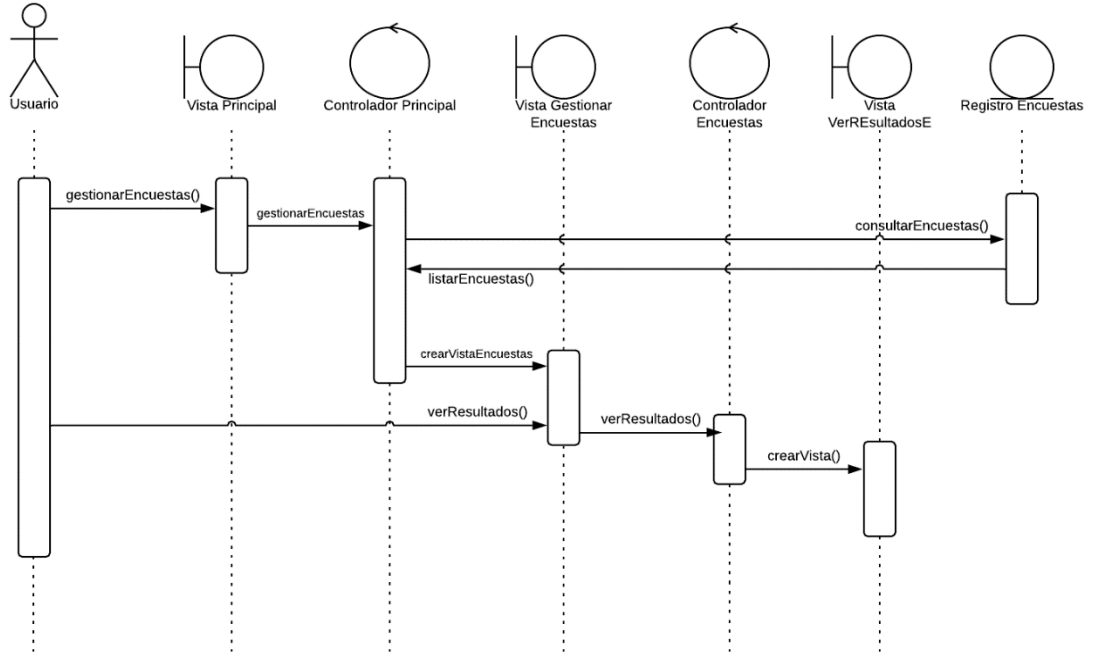 Usuario
Vista Principal
Controlador Principal
Vista Gestionar
Encuestas
Controlador
Encuestas
Vista
VerREsultadosE
Registro Encuestas
gestionarEncuestas()
gestionarEncuestas
consultarEncuestas()
listarEncuestas()
crearVistaEncuestas
verResultados()
verResultados()
crearVista()